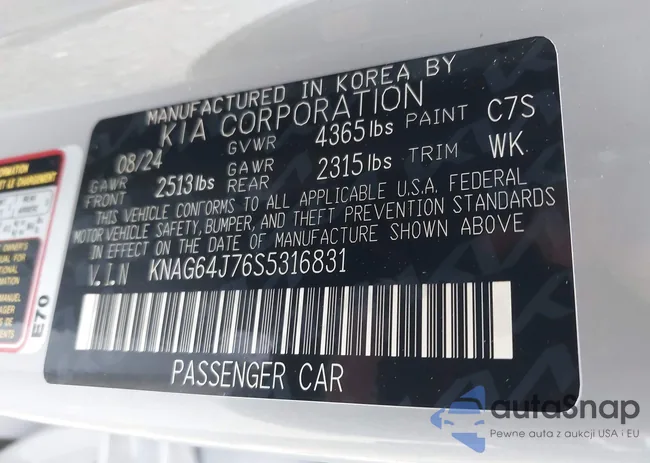 MANUFACTURED IN KOREA BY
KIA CORPORATION
08/24 GVWR 4365 lbs PAINT C7S
GAWR FRONT 2513 lbs GAWR REAR 2315 lbs TRIM WK
THIS VEHICLE CONFORMS TO ALL APPLICABLE U.S.A. FEDERAL
MOTOR VEHICLE SAFETY, BUMPER, AND THEFT PREVENTION STANDARDS
IN EFFECT ON THE DATE OF MANUFACTURE SHOWN ABOVE
V.I.N KNAG64J76S5316831
PASSENGER CAR
E70
autoSnap
Pewne auta z aukcji USA i EU